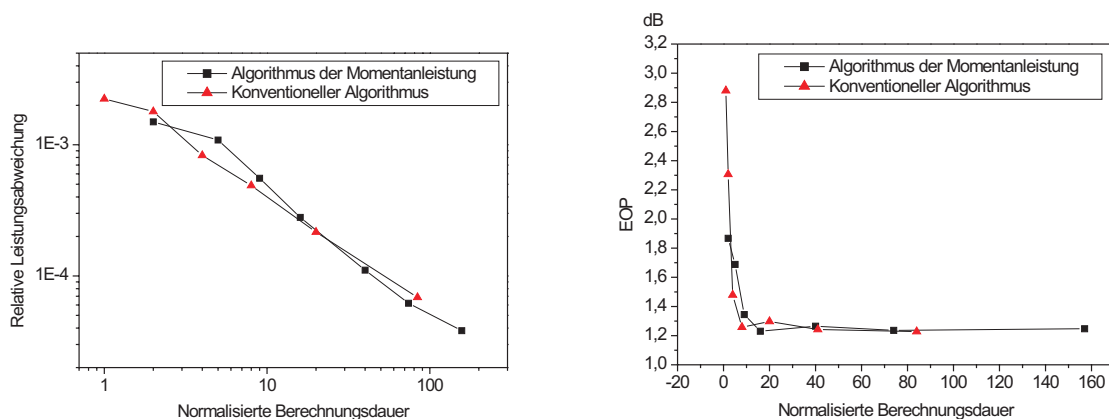 Algorithmus der Momentanleistung
Konventioneller Algorithmus
1E-3
1E-4
Relative Leistungsabweichung
1 10 100
Normalisierte Berechnungsdauer
dB
3,2
3,0
2,8
2,6
2,4
2,2
2,0
1,8
1,6
1,4
1,2
1,0
EOP
Algorithmus der Momentanleistung
Konventioneller Algorithmus
-20 0 20 40 60 80 100 120 140 160
Normalisierte Berechnungsdauer